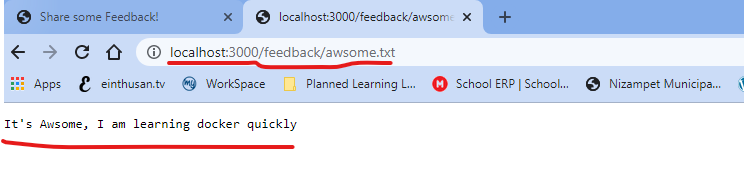 Share some Feedback!
localhost:3000/feedback/awsome
localhost:3000/feedback/awsome.txt
Apps
einthusan.tv
WorkSpace
Planned Learning L...
School ERP | School...
Nizampet Municipa...
It's Awsome, I am learning docker quickly